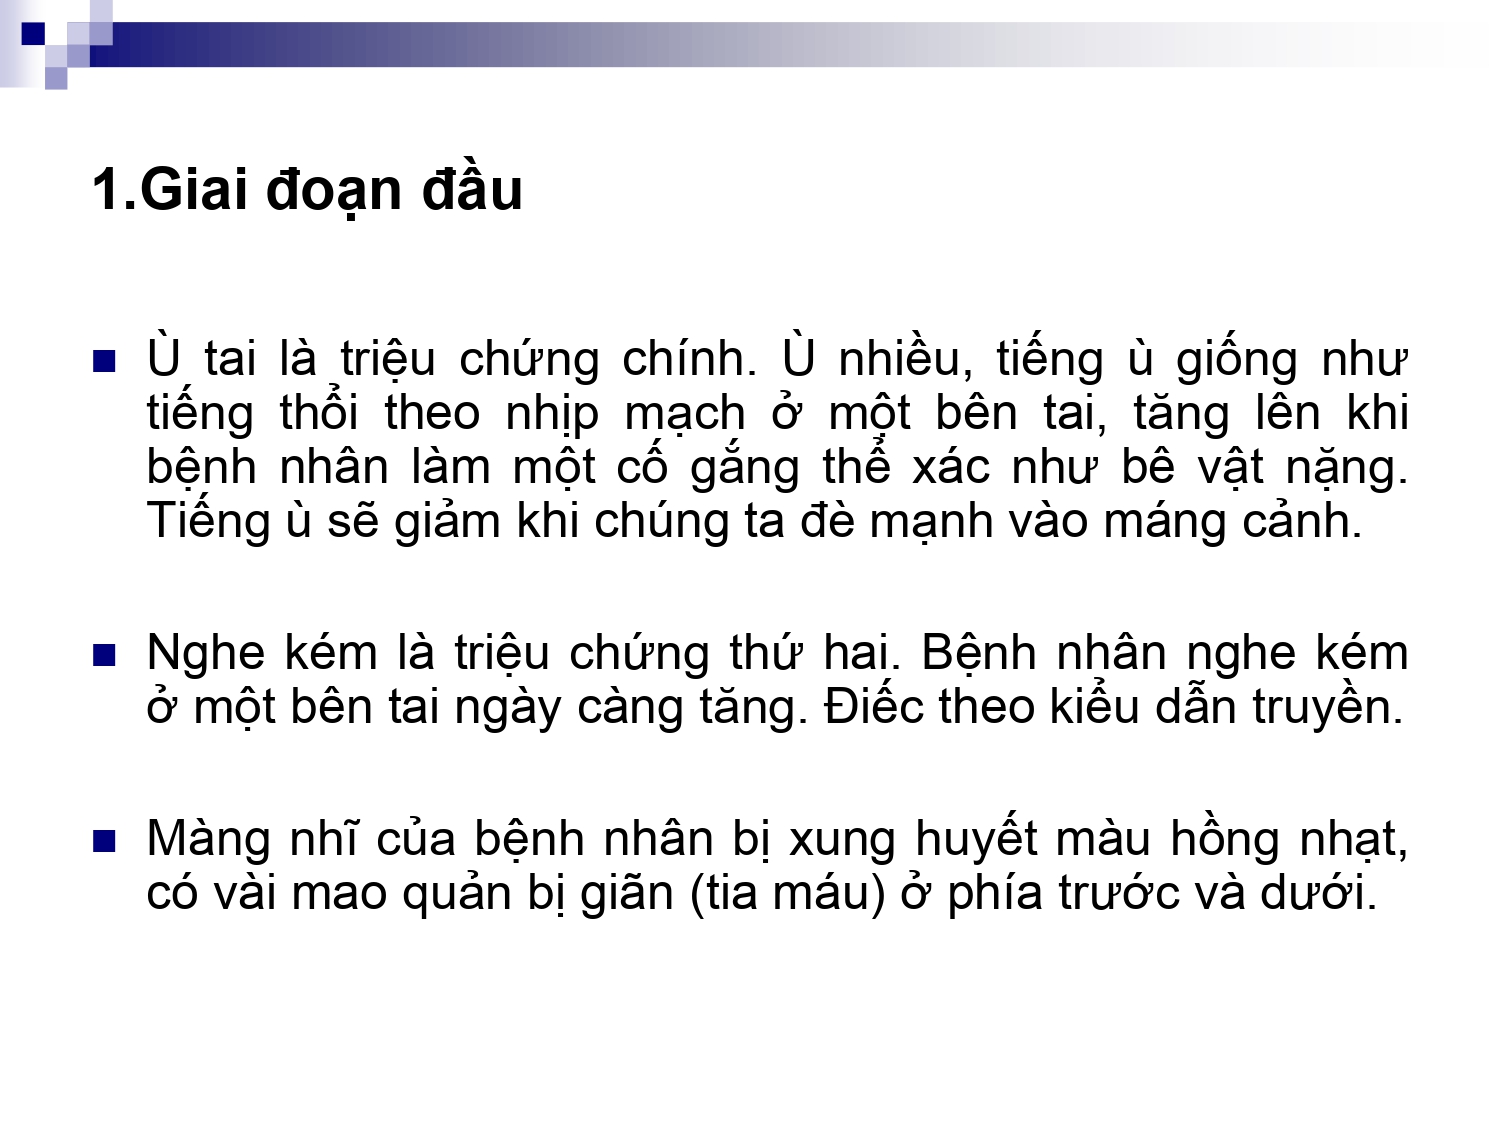 1.Giai đoạn đầu
Ù tai là triệu chứng chính. Ù nhiều, tiếng ù giống như
tiếng thổi theo nhịp mạch ở một bên tai, tăng lên khi
bệnh nhân làm một cố gắng thể xác như bê vật nặng.
Tiếng ù sẽ giảm khi chúng ta đè mạnh vào máng cảnh.
Nghe kém là triệu chứng thứ hai. Bệnh nhân nghe kém
ở một bên tai ngày càng tăng. Điếc theo kiểu dẫn truyền.
Màng nhĩ của bệnh nhân bị xung huyết màu hồng nhạt,
có vài mao quản bị giãn (tia máu) ở phía trước và dưới.